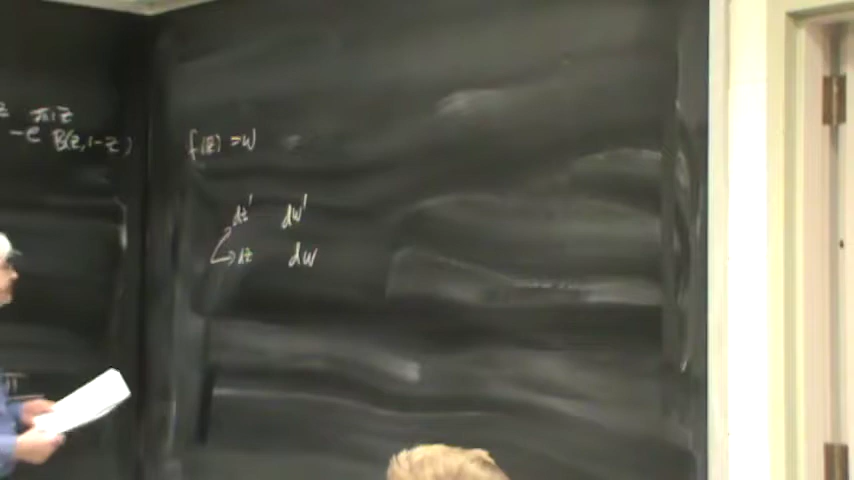 -e^{πiz} B(z, 1-z)
f(z) = w
dz' dw'
dz dw